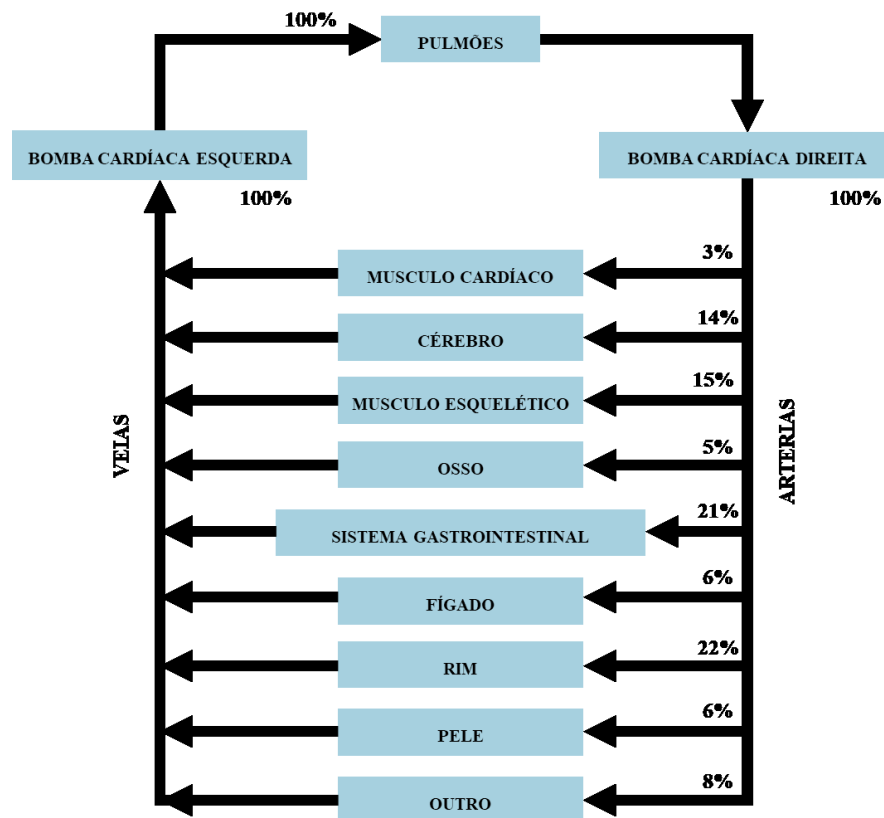 100%
PULMÕES
BOMBA CARDÍACA ESQUERDA
BOMBA CARDÍACA DIREITA
100%
100%
3%
MUSCULO CARDÍACO
14%
CÉREBRO
15%
MUSCULO ESQUELÉTICO
VEIAS
ARTERIAS
5%
OSSO
21%
SISTEMA GASTROINTESTINAL
6%
FÍGADO
22%
RIM
6%
PELE
8%
OUTRO